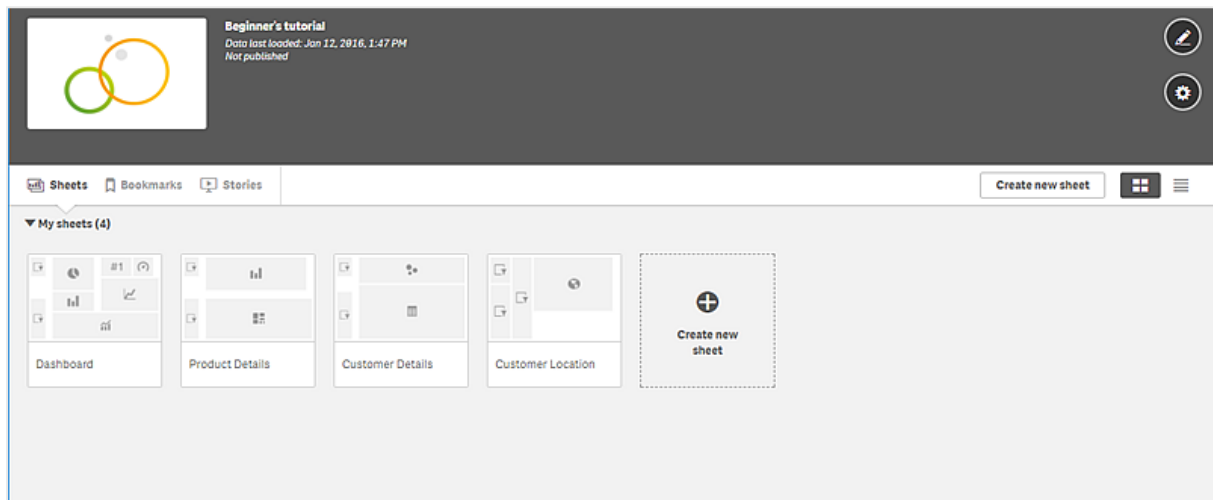 Beginner's tutorial
Data last loaded: Jan 12, 2016, 1:47 PM
Not published
Sheets Bookmarks Stories Create new sheet
My sheets (4)
#1
Dashboard Product Details Customer Details Customer Location Create new
sheet